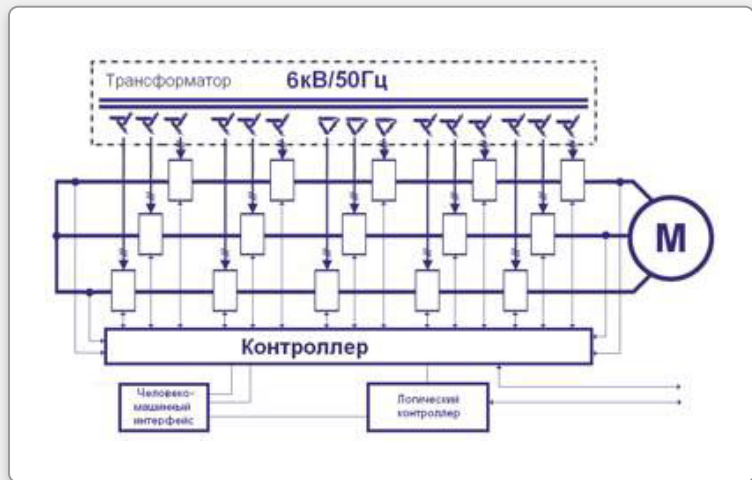 Трансформатор 6кВ/50Гц
М
Контроллер
Человеко-
машинный
интерфейс
Логический
контроллер